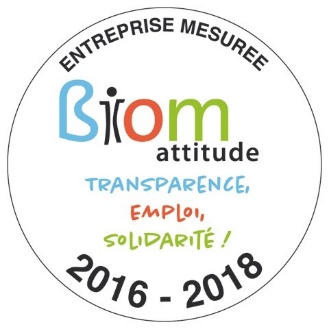 ENTREPRISE MESUREE
Biom
attitude
TRANSPARENCE,
EMPLOI,
SOLIDARITÉ !
2016 - 2018